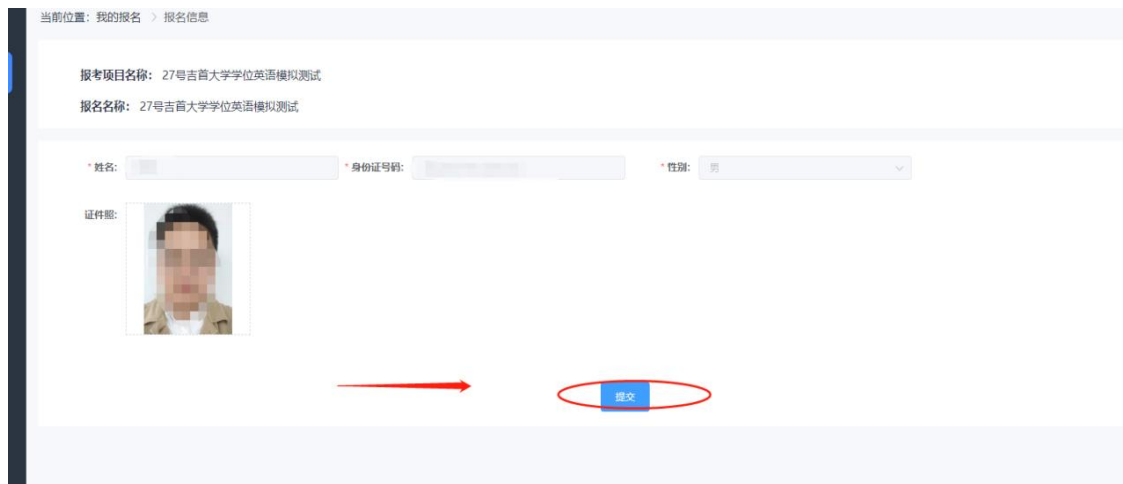 当前位置：我的报名 > 报名信息
报考项目名称： 27号吉首大学学位英语模拟测试
报名名称： 27号吉首大学学位英语模拟测试
* 姓名: * 身份证号码: * 性别: 男
证件照:
提交